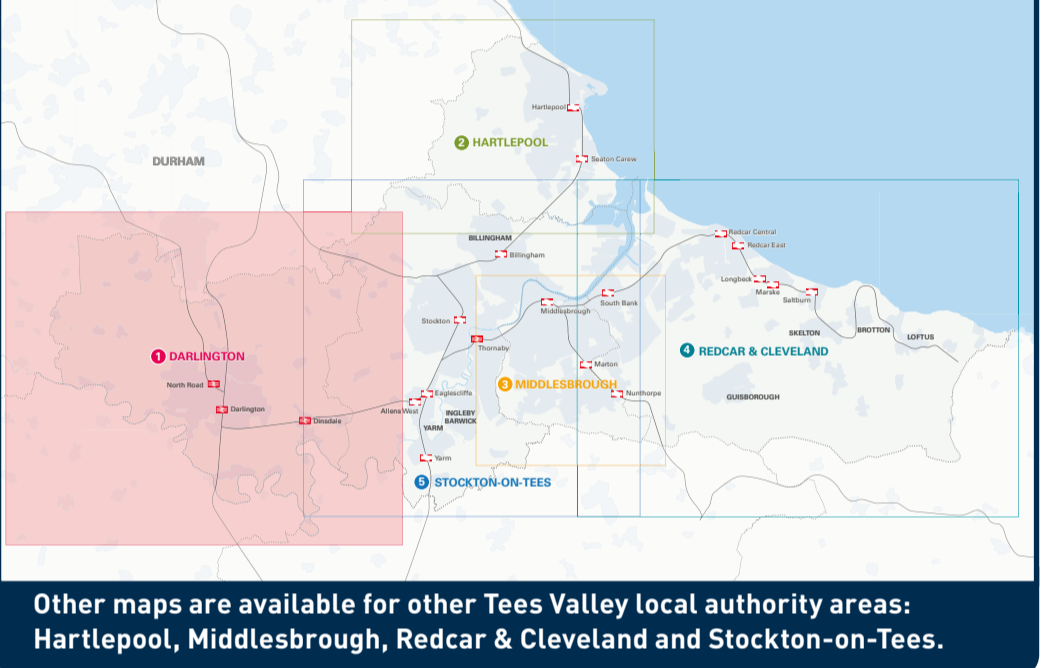 Hartlepool
2 HARTLEPOOL
DURHAM
Seaton Carew
BILLINGHAM
Billingham
Redcar Central
Redcar East
Longbeck
Marske
Saltburn
South Bank
Middlesbrough
Stockton
Thornaby
SKELTON
BROTTON
LOFTUS
1 DARLINGTON
4 REDCAR & CLEVELAND
Marton
North Road
3 MIDDLESBROUGH
Eaglescliffe
Nunthorpe
GUISBOROUGH
Allens West
Darlington
INGLEBY
BARWICK
Dinsdale
YARM
Yarm
5 STOCKTON-ON-TEES
Other maps are available for other Tees Valley local authority areas:
Hartlepool, Middlesbrough, Redcar & Cleveland and Stockton-on-Tees.